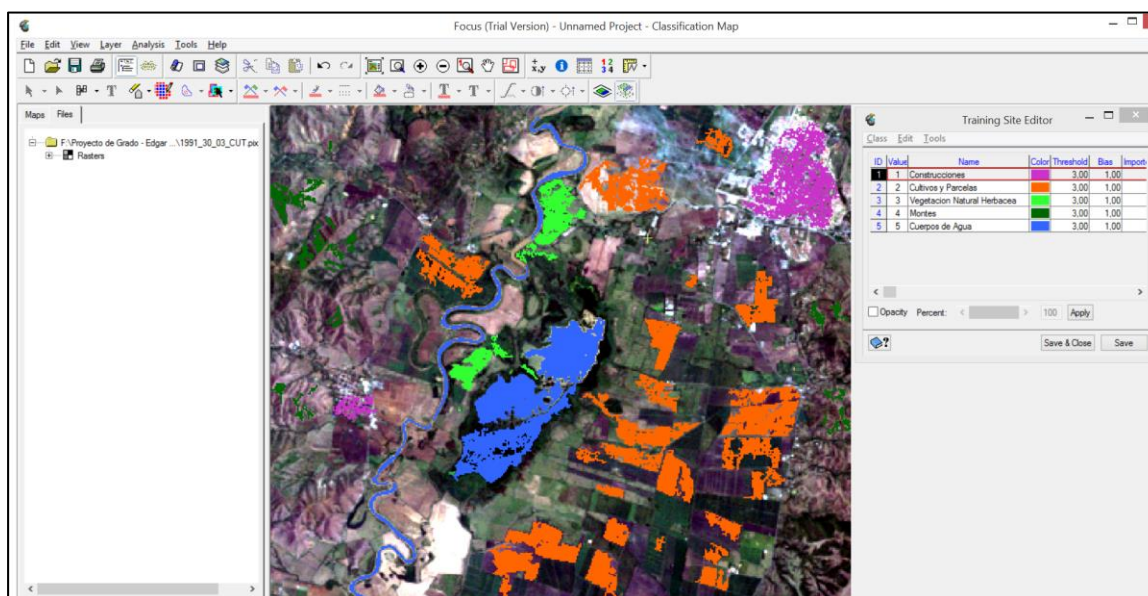 Focus (Trial Version) - Unnamed Project - Classification Map
File Edit View Layer Analysis Tools Help
Maps Files
F:\Proyecto de Grado - Edgar ...\1991_30_03_CUT.pix
Rasters
Training Site Editor
Class Edit Tools
ID Value Name Color Threshold Bias Importe
1 1 Construcciones 3,00 1,00
2 2 Cultivos y Parcelas 3,00 1,00
3 3 Vegetacion Natural Herbacea 3,00 1,00
4 4 Montes 3,00 1,00
5 5 Cuerpos de Agua 3,00 1,00
Opacity Percent: 100 Apply
Save & Close Save